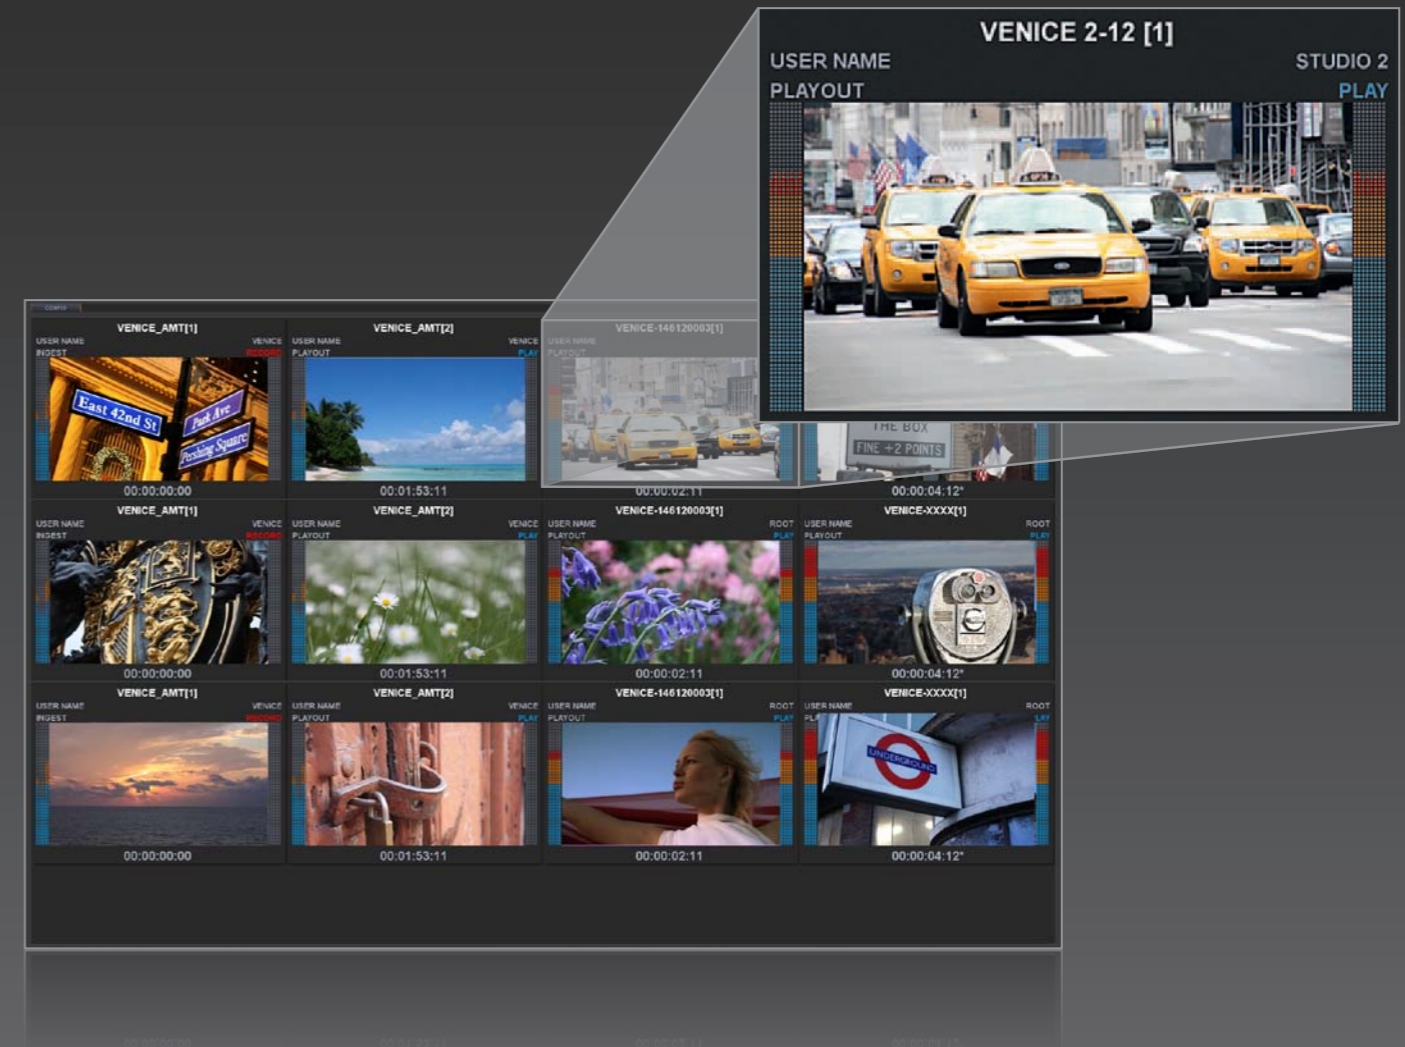 VENICE 2-12 [1]
USER NAME STUDIO 2
PLAYOUT PLAY
CONFIG
VENICE_AMT[1] VENICE_AMT[2] VENICE-146120003[1]
USER NAME VENICE USER NAME VENICE USER NAME
INGEST RECORD PLAYOUT PLAY PLAYOUT
East 42nd St
Park Ave
Pershing Square
THE BOX
FINE +2 POINTS
00:00:00:00 00:01:53:11 00:00:02:11 00:00:04:12*
VENICE_AMT[1] VENICE_AMT[2] VENICE-146120003[1] VENICE-XXXX[1]
USER NAME VENICE USER NAME VENICE USER NAME ROOT USER NAME ROOT
INGEST RECORD PLAYOUT PLAY PLAYOUT PLAY PLAYOUT PLAY
00:00:00:00 00:01:53:11 00:00:02:11 00:00:04:12*
VENICE_AMT[1] VENICE_AMT[2] VENICE-146120003[1] VENICE-XXXX[1]
USER NAME VENICE USER NAME VENICE USER NAME ROOT USER NAME ROOT
INGEST RECORD PLAYOUT PLAY PLAYOUT PLAY
UNDERGROUND
00:00:00:00 00:01:53:11 00:00:02:11 00:00:04:12*